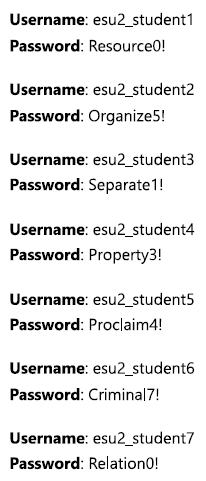 Username: esu2_student1
Password: Resource0!
Username: esu2_student2
Password: Organize5!
Username: esu2_student3
Password: Separate1!
Username: esu2_student4
Password: Property3!
Username: esu2_student5
Password: Proclaim4!
Username: esu2_student6
Password: Criminal7!
Username: esu2_student7
Password: Relation0!